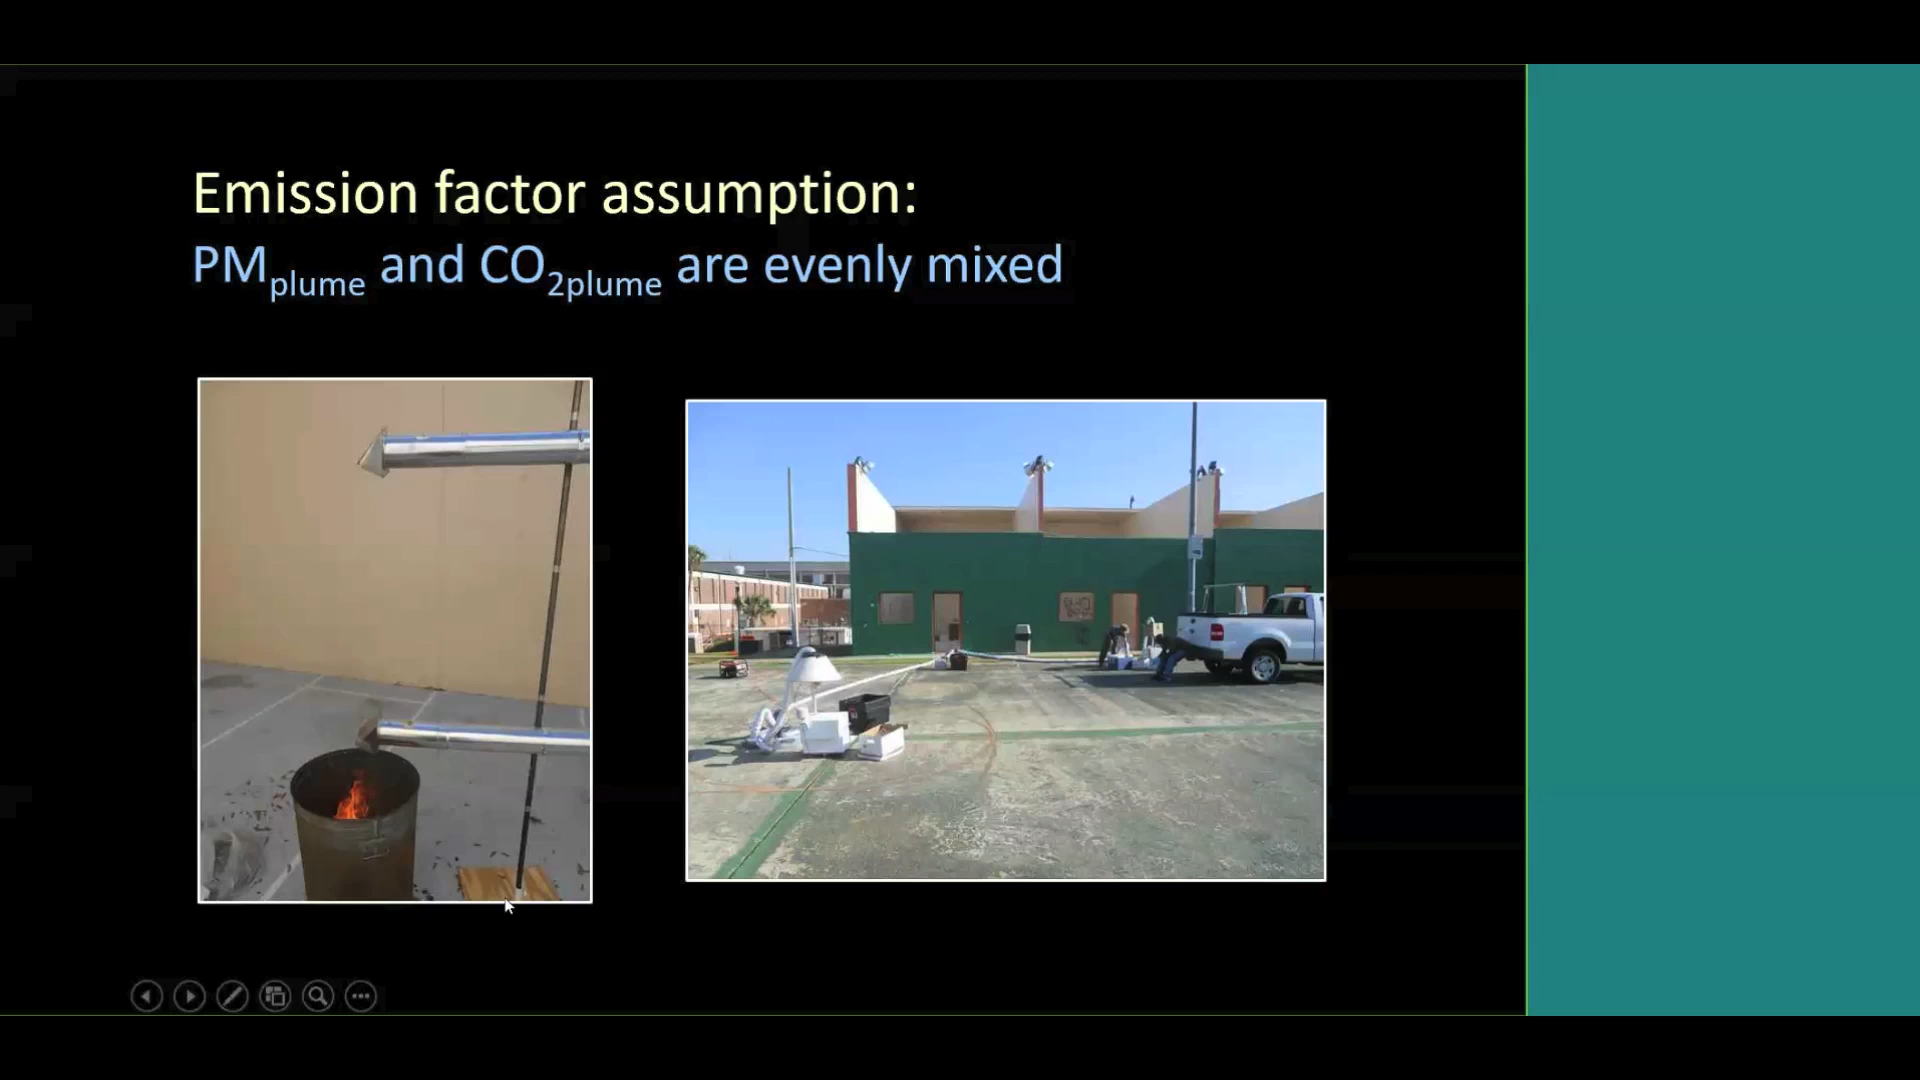 Emission factor assumption:
PMplume and CO2plume are evenly mixed